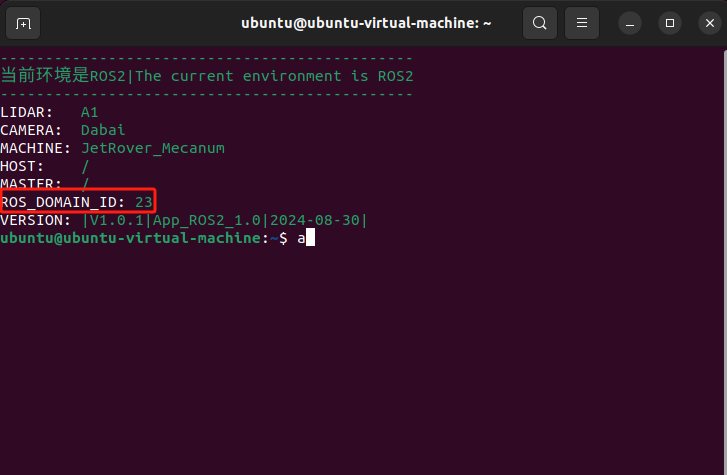 ubuntu@ubuntu-virtual-machine: ~
----------------------------------------------
当前环境是ROS2|The current environment is ROS2
----------------------------------------------
LIDAR: A1
CAMERA: Dabai
MACHINE: JetRover_Mecanum
HOST: /
MASTER: /
ROS_DOMAIN_ID: 23
VERSION: |V1.0.1|App_ROS2_1.0|2024-08-30|
ubuntu@ubuntu-virtual-machine:~$ a